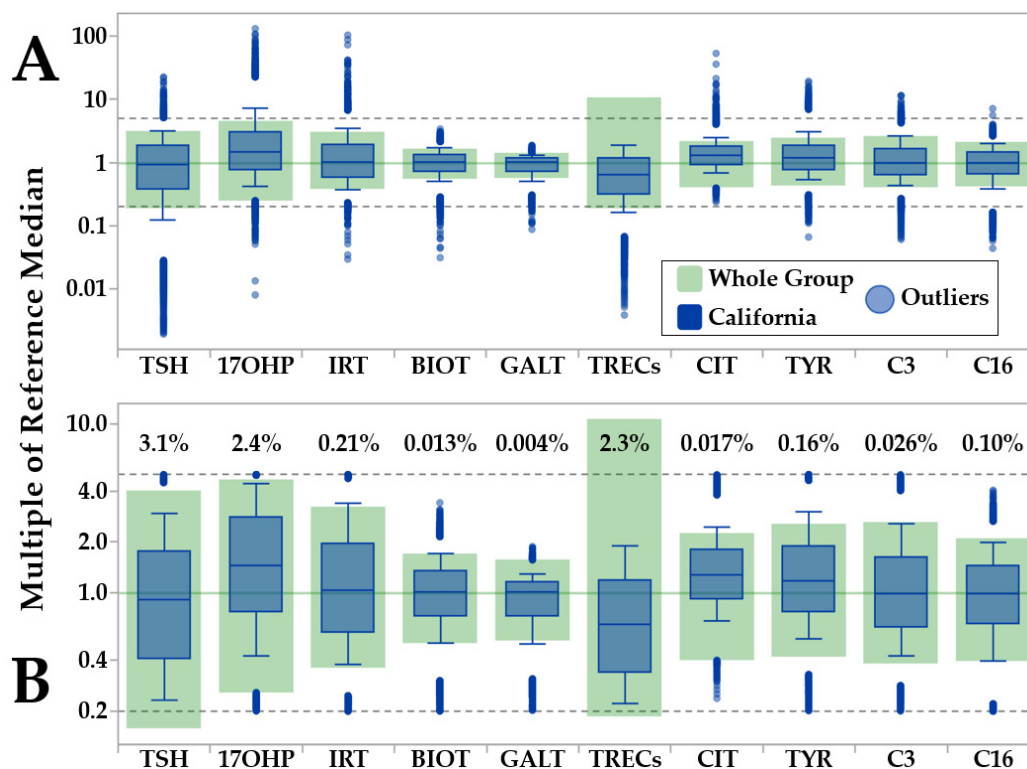 A
Multiple of Reference Median
100
10
1
0.1
0.01
Whole Group
California
Outliers
TSH 17OHP IRT BIOT GALT TRECs CIT TYR C3 C16
B
10.0
4.0
2.0
1.0
0.4
0.2
3.1% 2.4% 0.21% 0.013% 0.004% 2.3% 0.017% 0.16% 0.026% 0.10%
TSH 17OHP IRT BIOT GALT TRECs CIT TYR C3 C16